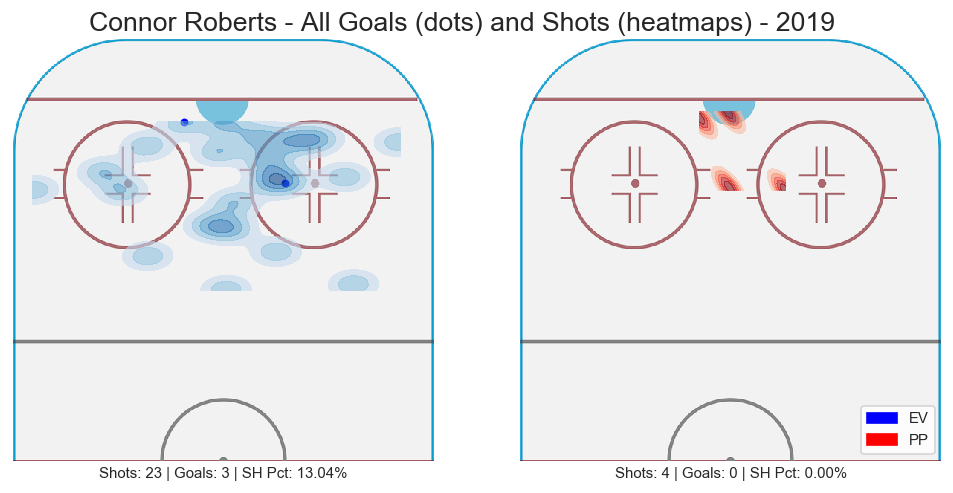 Connor Roberts - All Goals (dots) and Shots (heatmaps) - 2019
EV
PP
Shots: 23 | Goals: 3 | SH Pct: 13.04%
Shots: 4 | Goals: 0 | SH Pct: 0.00%